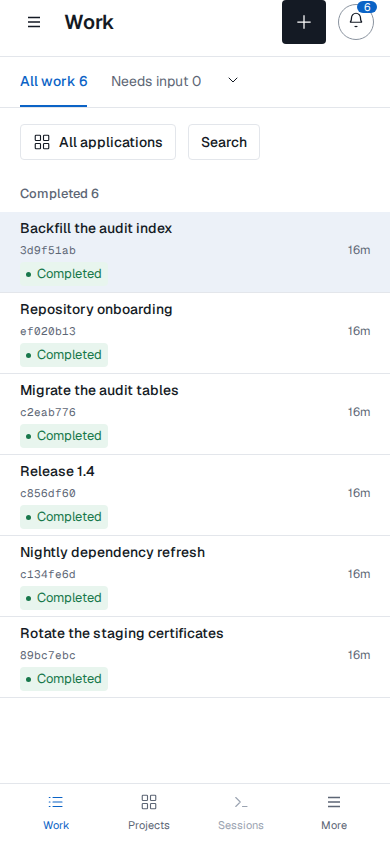 Work
6
All work 6
Needs input 0
All applications
Search
Completed 6
Backfill the audit index
3d9f51ab
16m
Completed
Repository onboarding
ef020b13
16m
Completed
Migrate the audit tables
c2eab776
16m
Completed
Release 1.4
c856df60
16m
Completed
Nightly dependency refresh
c134fe6d
16m
Completed
Rotate the staging certificates
89bc7ebc
16m
Completed
Work
Projects
Sessions
More